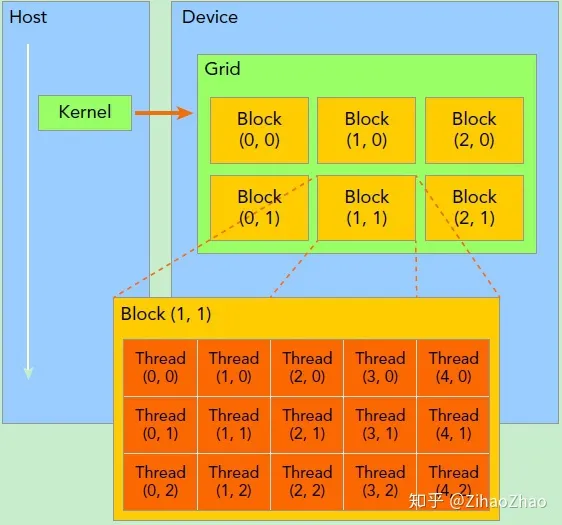 Host
Device
Grid
Kernel
Block
(0, 0)
Block
(1, 0)
Block
(2, 0)
Block
(0, 1)
Block
(1, 1)
Block
(2, 1)
Block (1, 1)
Thread
(0, 0)
Thread
(1, 0)
Thread
(2, 0)
Thread
(3, 0)
Thread
(4, 0)
Thread
(0, 1)
Thread
(1, 1)
Thread
(2, 1)
Thread
(3, 1)
Thread
(4, 1)
Thread
(0, 2)
Thread
(1, 2)
Thread
(2, 2)
Thread
(3, 2)
Thread
(4, 2)
知乎 @ZihaoZhao